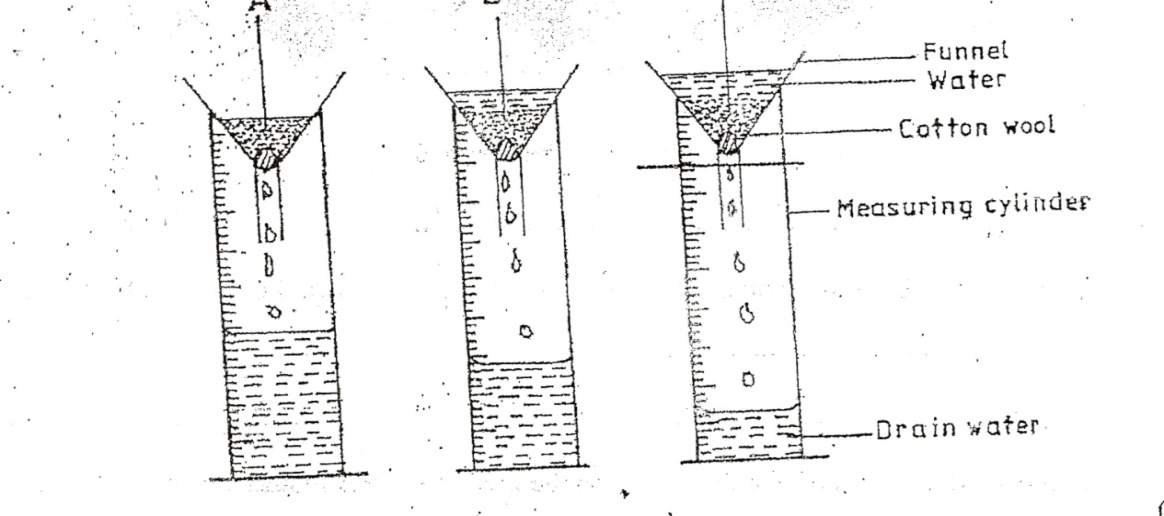 A
Funnel
Water
Cotton wool
Measuring cylinder
Drain water